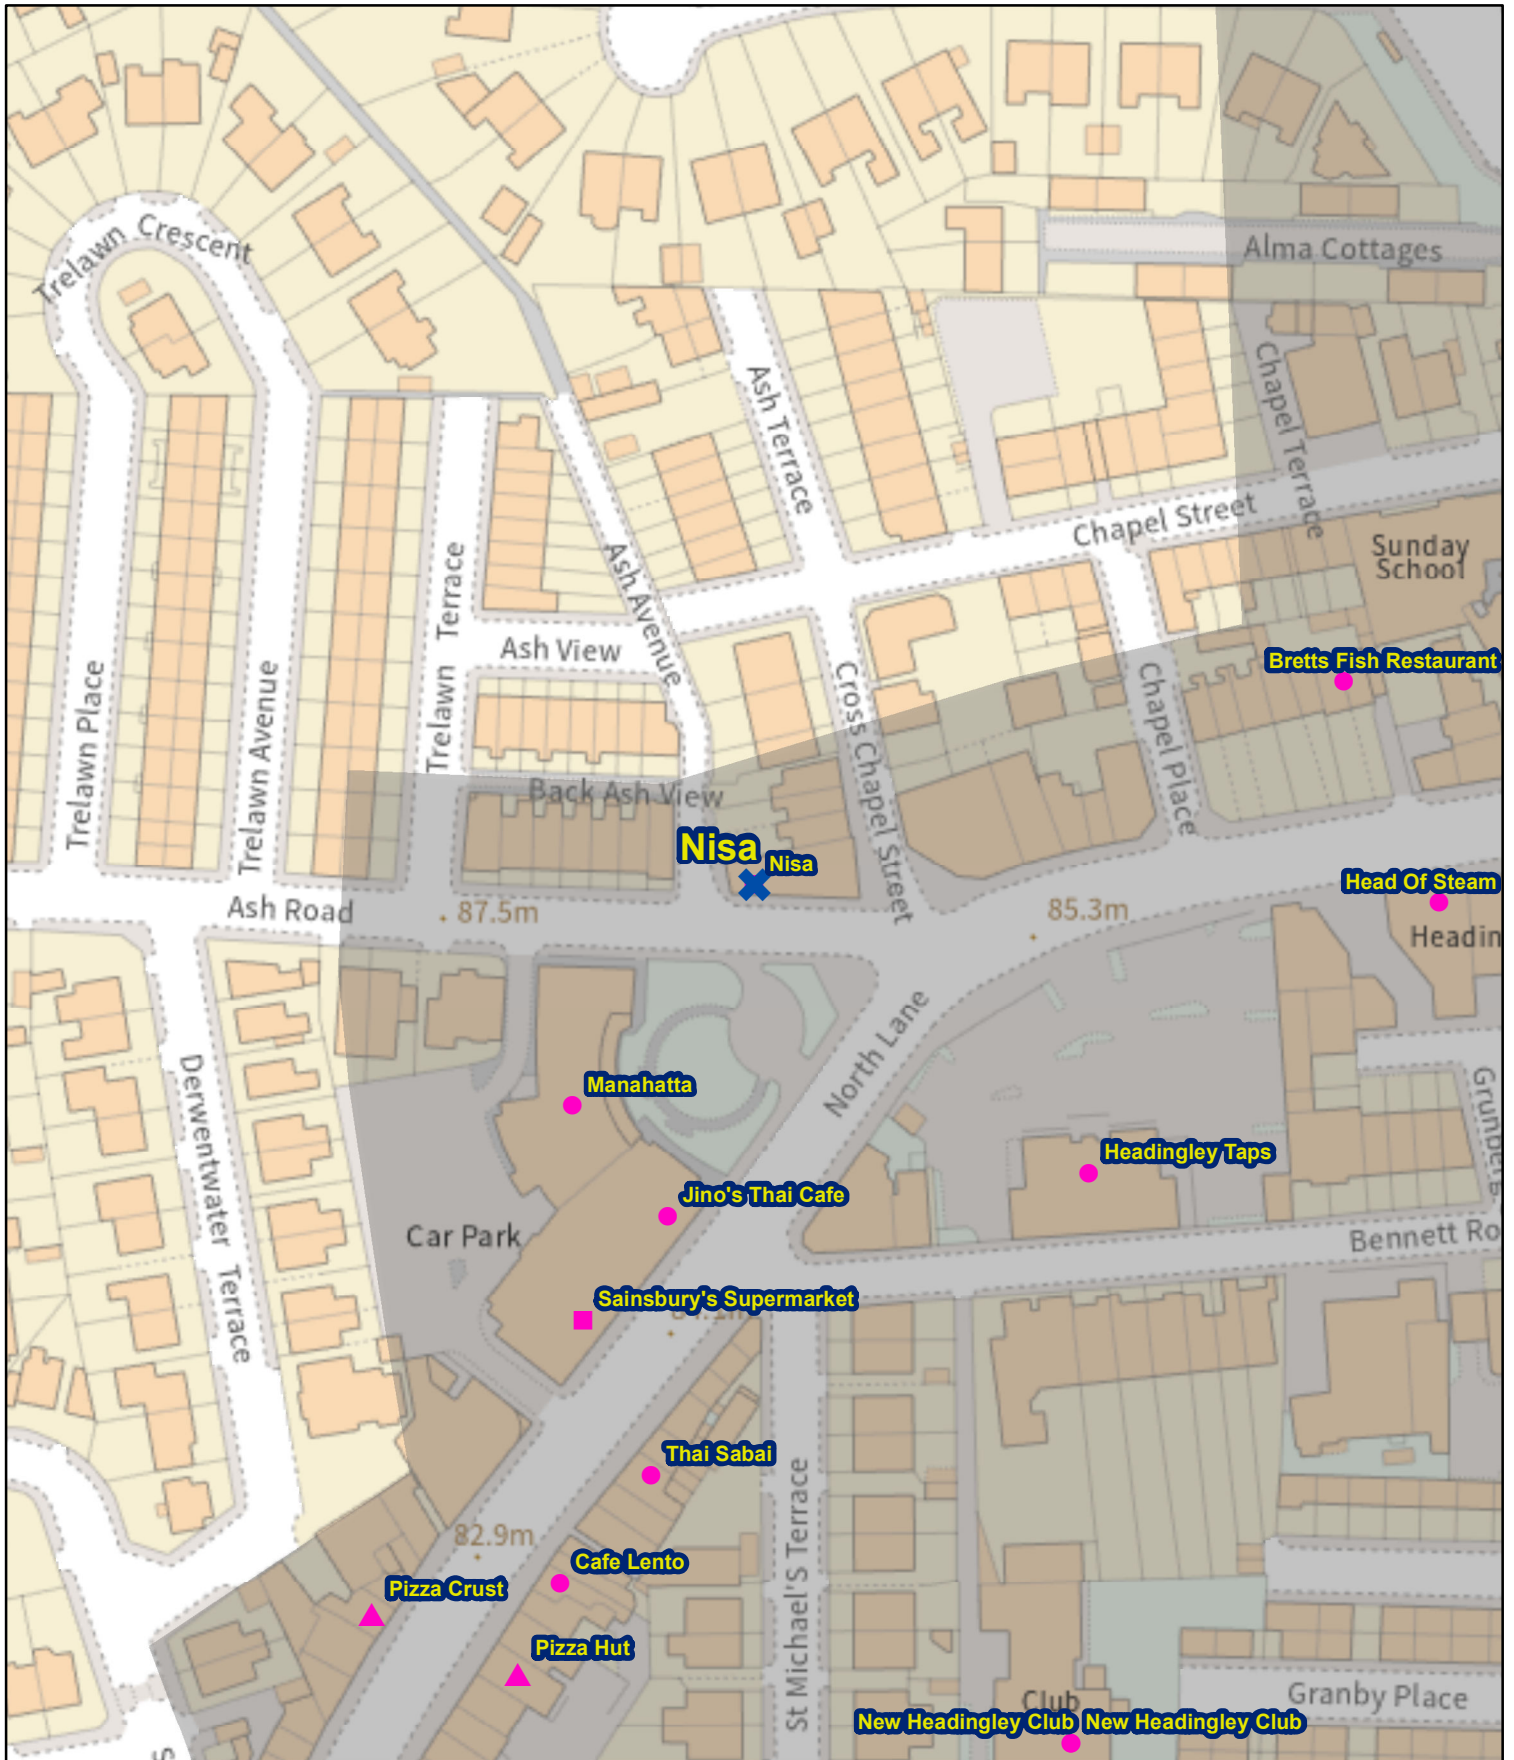 Trelawn Crescent
Alma Cottages
Chapel Terrace
Ash Terrace
Chapel Street
Sunday
School
Ash Avenue
Trelawn Terrace
Ash View
Bretts Fish Restaurant
Trelawn Place
Trelawn Avenue
Cross Chapel Street
Chapel Place
Back Ash View
Nisa
Nisa
Head Of Steam
Ash Road
87.5m
85.3m
Headin
North Lane
Manahatta
Derwentwater Terrace
Headingley Taps
Jino's Thai Cafe
Car Park
Bennett Ro
Sainsbury's Supermarket
Thai Sabai
St Michael'S Terrace
82.9m
Cafe Lento
Pizza Crust
Pizza Hut
Granby Place
Club
New Headingley Club
New Headingley Club